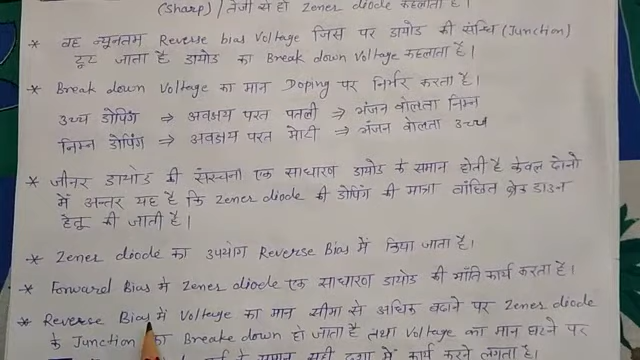 (Sharp) / तेजी से हो Zener diode कहलाता है।
* वह न्यूनतम Reverse bias Voltage जिस पर डायोड की संधि (Junction)
टूट जाता है डायोड का Break down Voltage कहलाता है।
* Break down Voltage का मान Doping पर निर्भर करता है।
उच्च डोपिंग ⇒ अवक्षय परत पतली ⇒ भंजन वोल्टता निम्न
निम्न डोपिंग ⇒ अवक्षय परत मोटी ⇒ भंजन वोल्टता उच्च
* जीनर डायोड की संरचना एक साधारण डायोड के समान होती है केवल दोनो
में अन्तर यह है कि Zener diode की डोपिंग की मात्रा वांछित ब्रेक डाउन
हेतू की जाती है।
* Zener diode का उपयोग Reverse Bias में किया जाता है।
* Forward Bias में Zener diode एक साधारण डायोड की भांति कार्य करता है।
* Reverse Bias में Voltage का मान सीमा से अधिक बढाने पर Zener diode
के Junction का Breake down हो जाता है तथा Voltage का मान घटने पर
के समान सही दशा में कार्य करने लगता है।